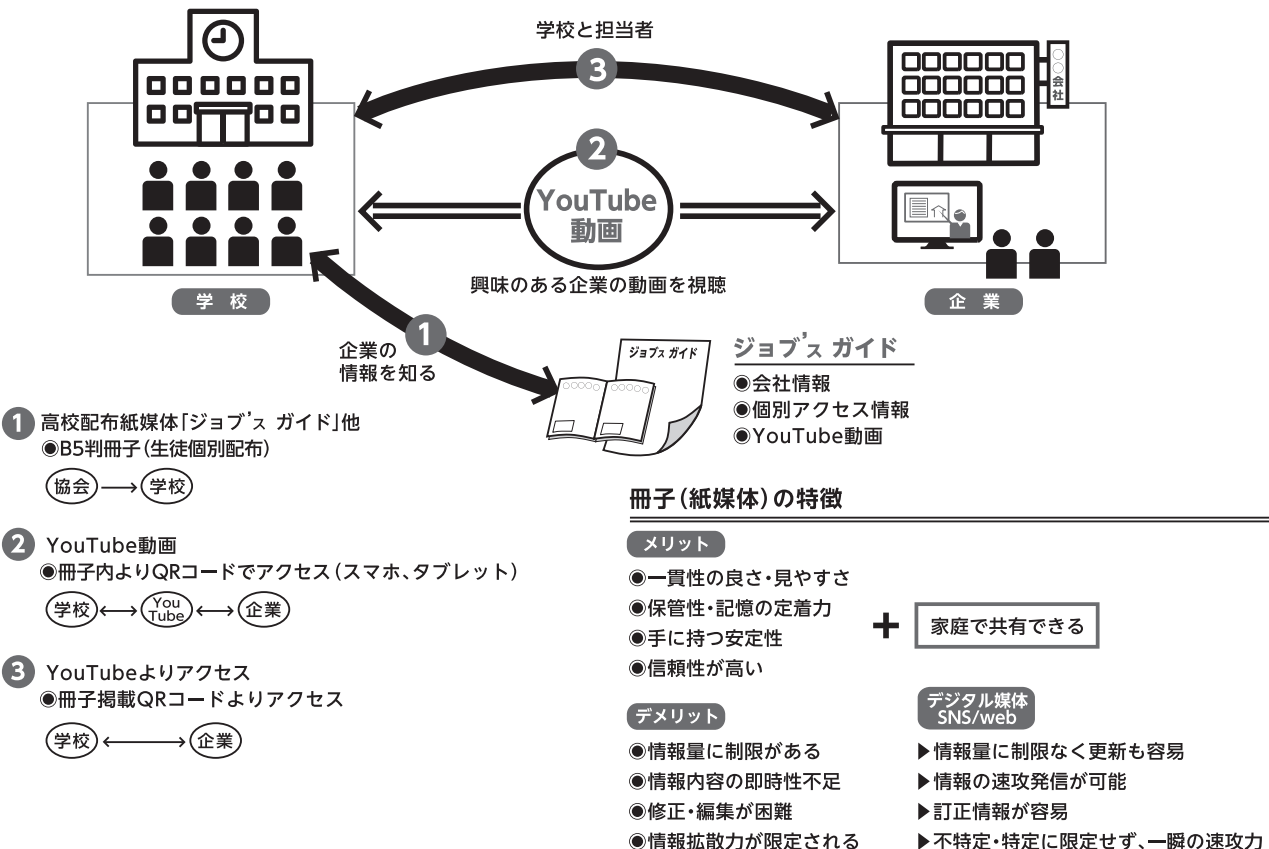 学校と担当者
3
○○会社
2
YouTube
動画
興味のある企業の動画を視聴
学 校
企 業
1
企業の
情報を知る
ジョブス ガイド
○○○○○ ○○○○○
ジョブ’ス ガイド
◉会社情報
◉個別アクセス情報
◉YouTube動画
1 高校配布紙媒体「ジョブ’ス ガイド」他
◉B5判冊子(生徒個別配布)
協会 → 学校
2 YouTube動画
◉冊子内よりQRコードでアクセス(スマホ、タブレット)
学校 ↔ You Tube ↔ 企業
3 YouTubeよりアクセス
◉冊子掲載QRコードよりアクセス
学校 ↔ 企業
冊子(紙媒体)の特徴
メリット
◉一貫性の良さ・見やすさ
◉保管性・記憶の定着力
◉手に持つ安定性
◉信頼性が高い
+ 家庭で共有できる
デメリット
◉情報量に制限がある
◉情報内容の即時性不足
◉修正・編集が困難
◉情報拡散力が限定される
デジタル媒体
SNS/web
▶情報量に制限なく更新も容易
▶情報の速攻発信が可能
▶訂正情報が容易
▶不特定・特定に限定せず、一瞬の速攻力